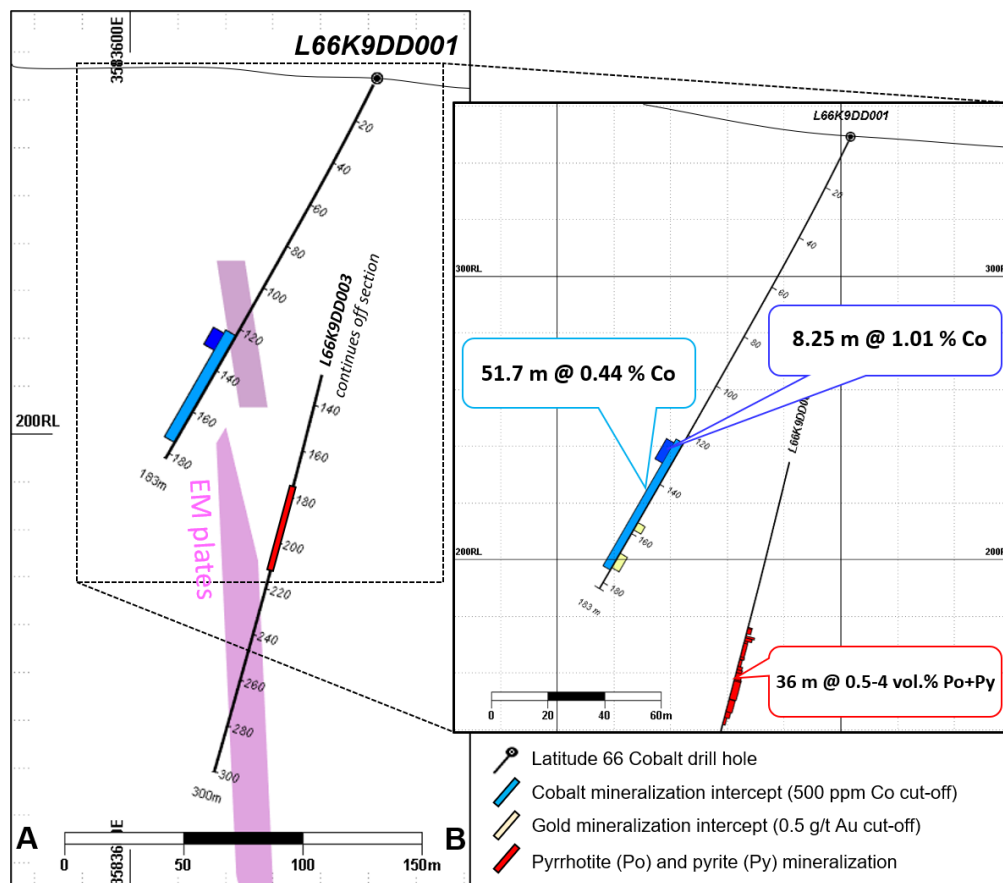 3583600E
L66K9DD001
20
40
60
80
100
120
140
160
180
183m
L66K9DD003
continues off section
140
160
180
200
220
240
260
280
300
300m
200RL
EM plates
A
0 50 100 150m
L66K9DD001
20
40
60
80
100
120
140
160
180
183 m
300RL
300R
200RL
200R
8.25 m @ 1.01 % Co
51.7 m @ 0.44 % Co
36 m @ 0.5-4 vol.% Po+Py
0 20 40 60m
B
Latitude 66 Cobalt drill hole
Cobalt mineralization intercept (500 ppm Co cut-off)
Gold mineralization intercept (0.5 g/t Au cut-off)
Pyrrhotite (Po) and pyrite (Py) mineralization